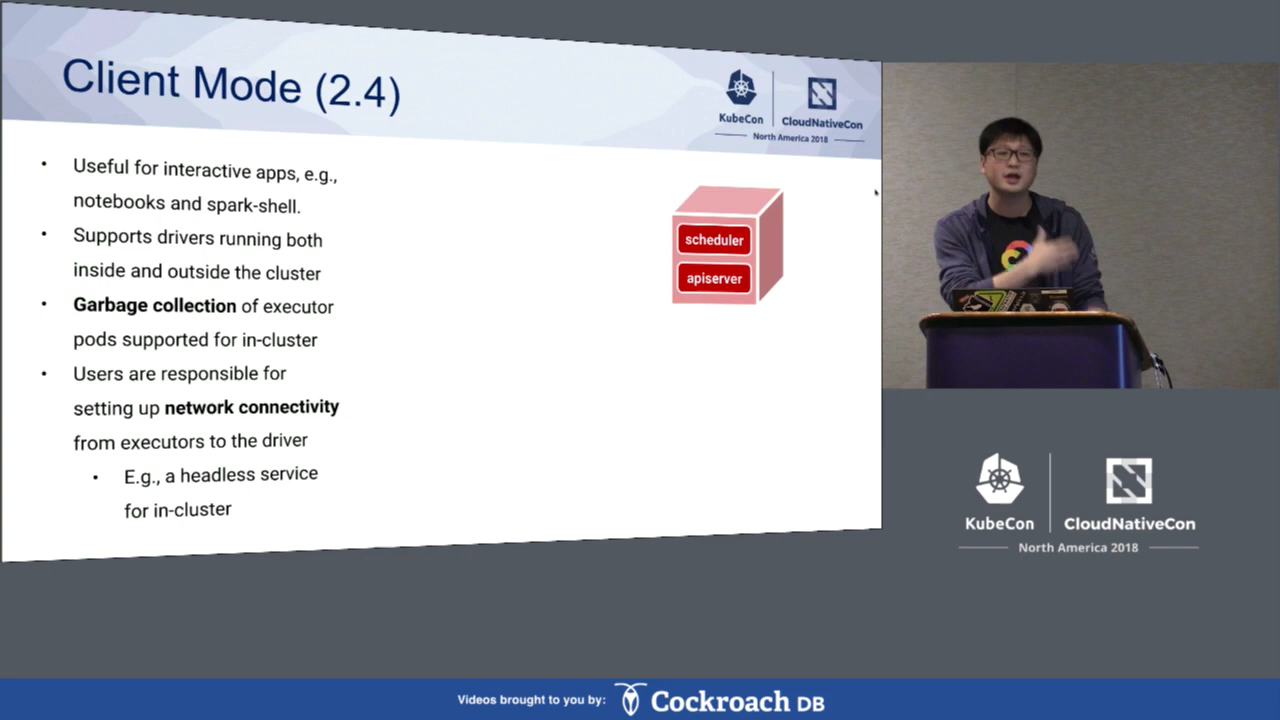 Client Mode (2.4)
KubeCon
CloudNativeCon
North America 2018
• Useful for interactive apps, e.g.,
notebooks and spark-shell.
• Supports drivers running both
inside and outside the cluster
• Garbage collection of executor
pods supported for in-cluster
• Users are responsible for
setting up network connectivity
from executors to the driver
• E.g., a headless service
for in-cluster
scheduler
apiserver
KubeCon
CloudNativeCon
North America 2018
Videos brought to you by:
Cockroach DB